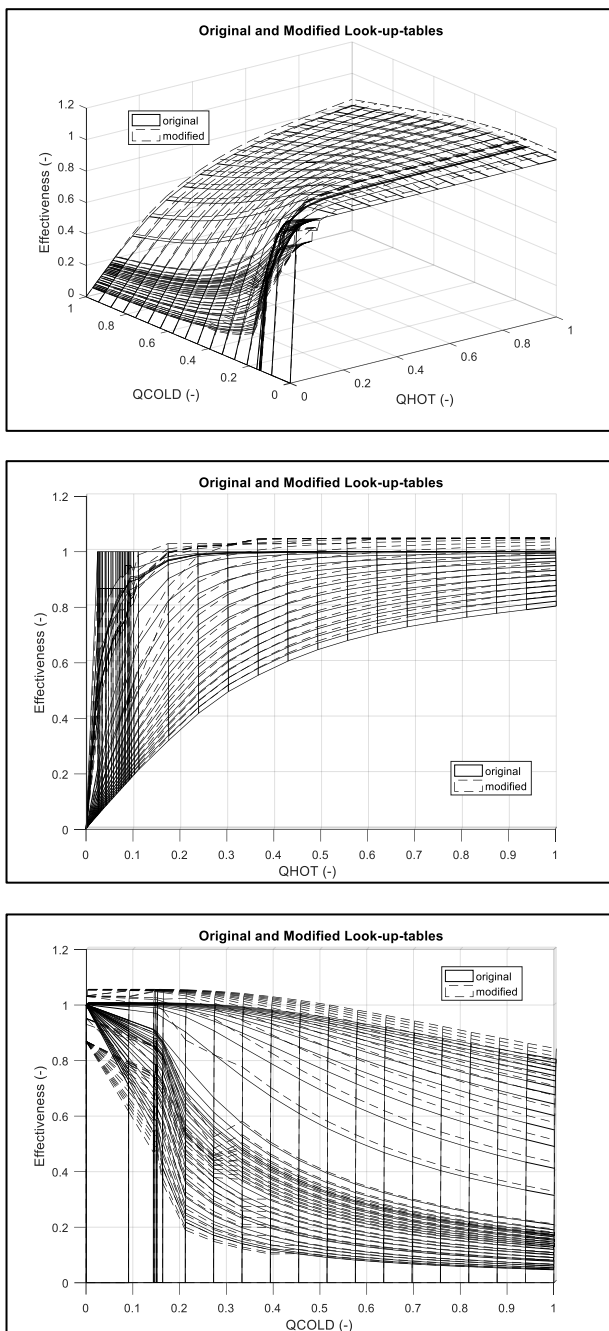 Original and Modified Look-up-tables
1.2
original
modified
1
0.8
0.6
0.4
0.2
0
Effectiveness (-)
1
0.8
0.6
0.4
0.2
0
QCOLD (-)
0
0.2
0.4
0.6
0.8
1
QHOT (-)
Original and Modified Look-up-tables
1.2
1
0.8
0.6
0.4
0.2
0
Effectiveness (-)
original
modified
0 0.1 0.2 0.3 0.4 0.5 0.6 0.7 0.8 0.9 1
QHOT (-)
Original and Modified Look-up-tables
1.2
1
0.8
0.6
0.4
0.2
0
Effectiveness (-)
original
modified
0 0.1 0.2 0.3 0.4 0.5 0.6 0.7 0.8 0.9 1
QCOLD (-)